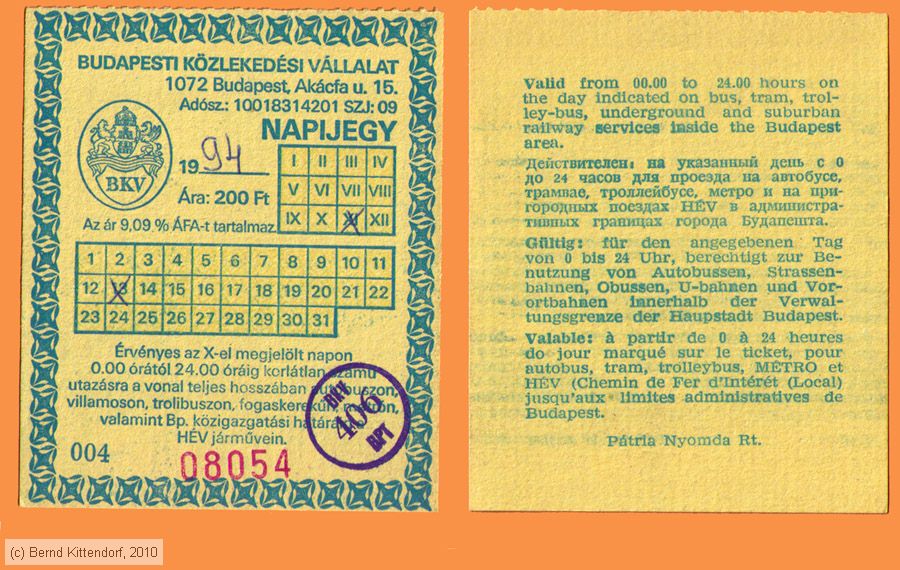 BUDAPESTI KÖZLEKEDÉSI VÁLLALAT
1072 Budapest, Akácfa u. 15.
Adósz.: 10018314201 SZJ: 09
NAPIJEGY
BKV
1994
Ára: 200 Ft
Az ár 9,09 % ÁFA-t tartalmaz.
I II III IV
V VI VII VIII
IX X XI XII
1 2 3 4 5 6 7 8 9 10 11
12 13 14 15 16 17 18 19 20 21 22
23 24 25 26 27 28 29 30 31
Érvényes az X-el megjelölt napon
0.00 órától 24.00 óráig korlátlan számú
utazásra a vonal teljes hosszában autóbuszon,
villamoson, trolibuszon, fogaskerekűn, metrón,
valamint Bp. közigazgatási határáig
HÉV járművein.
004
08054
BKV
406
BPT
Valid from 00.00 to 24.00 hours on
the day indicated on bus, tram, trol-
ley-bus, underground and suburban
railway services inside the Budapest
area.
Действителен: на указанный день с 0
до 24 часов для проезда на автобусе,
трамвае, троллейбусе, метро и на при-
городных поездах HÉV в администра-
тивных границах города Будапешта.
Gültig: für den angegebenen Tag
von 0 bis 24 Uhr, berechtigt zur Be-
nutzung von Autobussen, Strassen-
bahnen, Obussen, U-bahnen und Vor-
ortbahnen innerhalb der Verwal-
tungsgrenze der Haupstadt Budapest.
Valable: à partir de 0 à 24 heures
do jour marqué sur le ticket, pour
autobus, tram, trolleybus, MÉTRO et
HÉV (Chemin de Fer d'Intérét (Local)
jusqu'aux limites administratives de
Budapest.
Pátria Nyomda Rt.
(c) Bernd Kittendorf, 2010